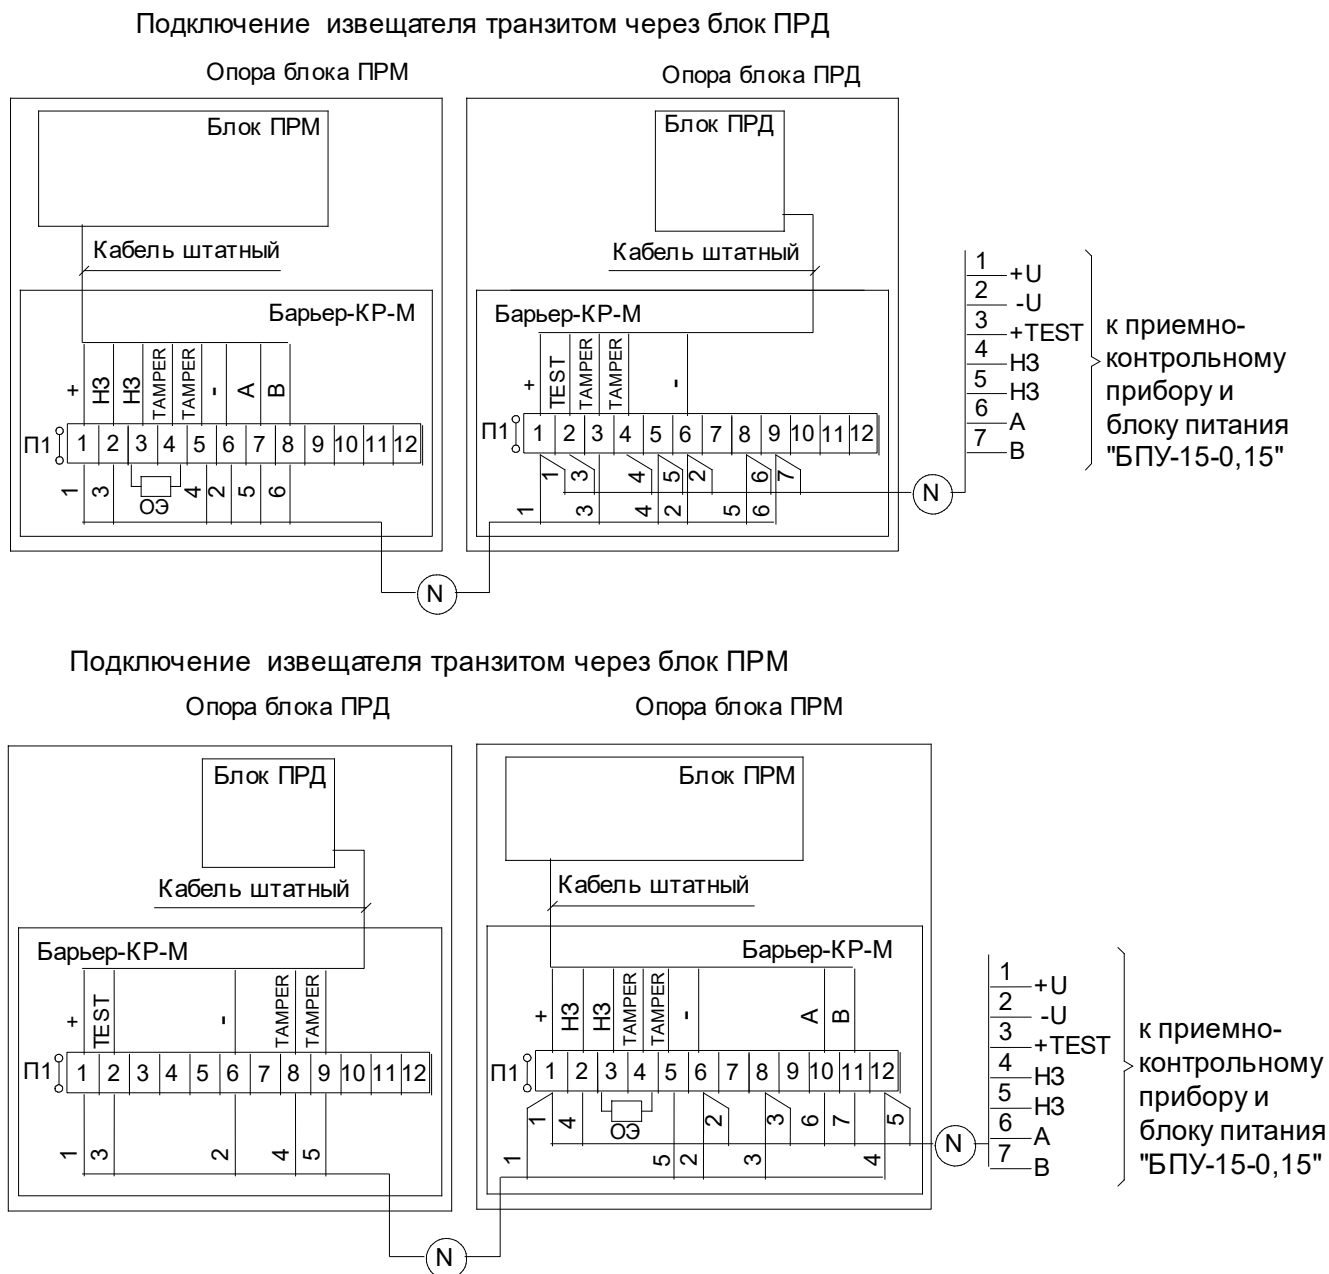 Подключение извещателя транзитом через блок ПРД
Опора блока ПРМ
Опора блока ПРД
Блок ПРМ
Блок ПРД
Кабель штатный
Кабель штатный
Барьер-КР-М
Барьер-КР-М
+ НЗ НЗ TAMPER TAMPER - A B
+ TEST TAMPER TAMPER -
П1 1 2 3 4 5 6 7 8 9 10 11 12
П1 1 2 3 4 5 6 7 8 9 10 11 12
1 3 ОЭ 4 2 5 6
1 3 4 5 2 6 7
1 3 4 2 5 6
N
N
1 +U
2 -U
3 +TEST
4 НЗ
5 НЗ
6 A
7 B
к приемно-
контрольному
прибору и
блоку питания
"БПУ-15-0,15"
Подключение извещателя транзитом через блок ПРМ
Опора блока ПРД
Опора блока ПРМ
Блок ПРД
Блок ПРМ
Кабель штатный
Кабель штатный
Барьер-КР-М
Барьер-КР-М
+ TEST - TAMPER TAMPER
+ НЗ НЗ TAMPER TAMPER - A B
П1 1 2 3 4 5 6 7 8 9 10 11 12
П1 1 2 3 4 5 6 7 8 9 10 11 12
1 3 2 4 5
1 4 ОЭ 2 3 6 7 5
1 5 2 3 4
N
N
1 +U
2 -U
3 +TEST
4 НЗ
5 НЗ
6 A
7 B
к приемно-
контрольному
прибору и
блоку питания
"БПУ-15-0,15"